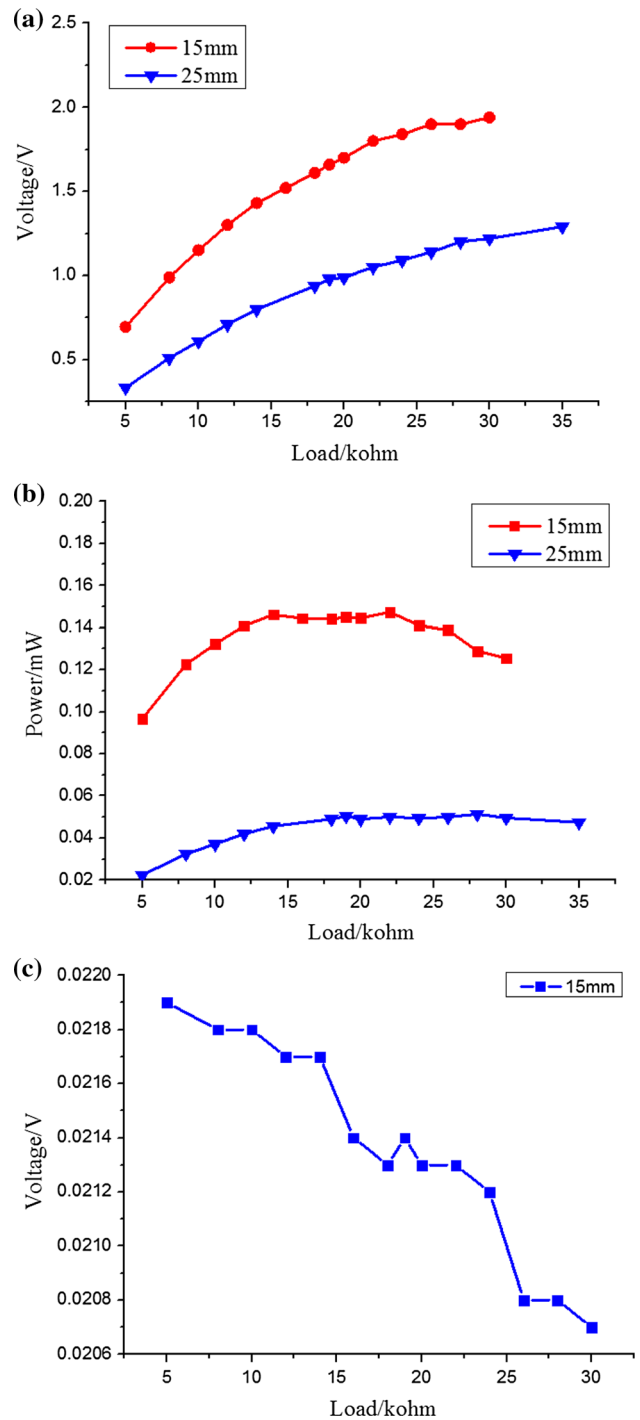 (a)
2.5
2.0
1.5
1.0
0.5
Voltage/V
15mm
25mm
5 10 15 20 25 30 35
Load/kohm
(b)
0.20
0.18
0.16
0.14
0.12
0.10
0.08
0.06
0.04
0.02
Power/mW
15mm
25mm
5 10 15 20 25 30 35
Load/kohm
(c)
0.0220
0.0218
0.0216
0.0214
0.0212
0.0210
0.0208
0.0206
Voltage/V
15mm
5 10 15 20 25 30
Load/kohm